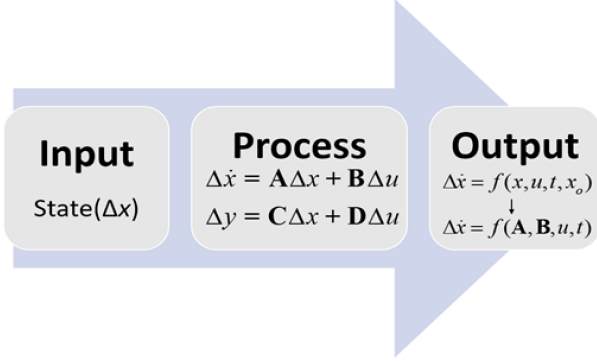 Input
State(Δx)
Process
Δẋ = AΔx + BΔu
Δy = CΔx + DΔu
Output
Δẋ = f(x,u,t,xₒ)
↓
Δẋ = f(A,B,u,t)